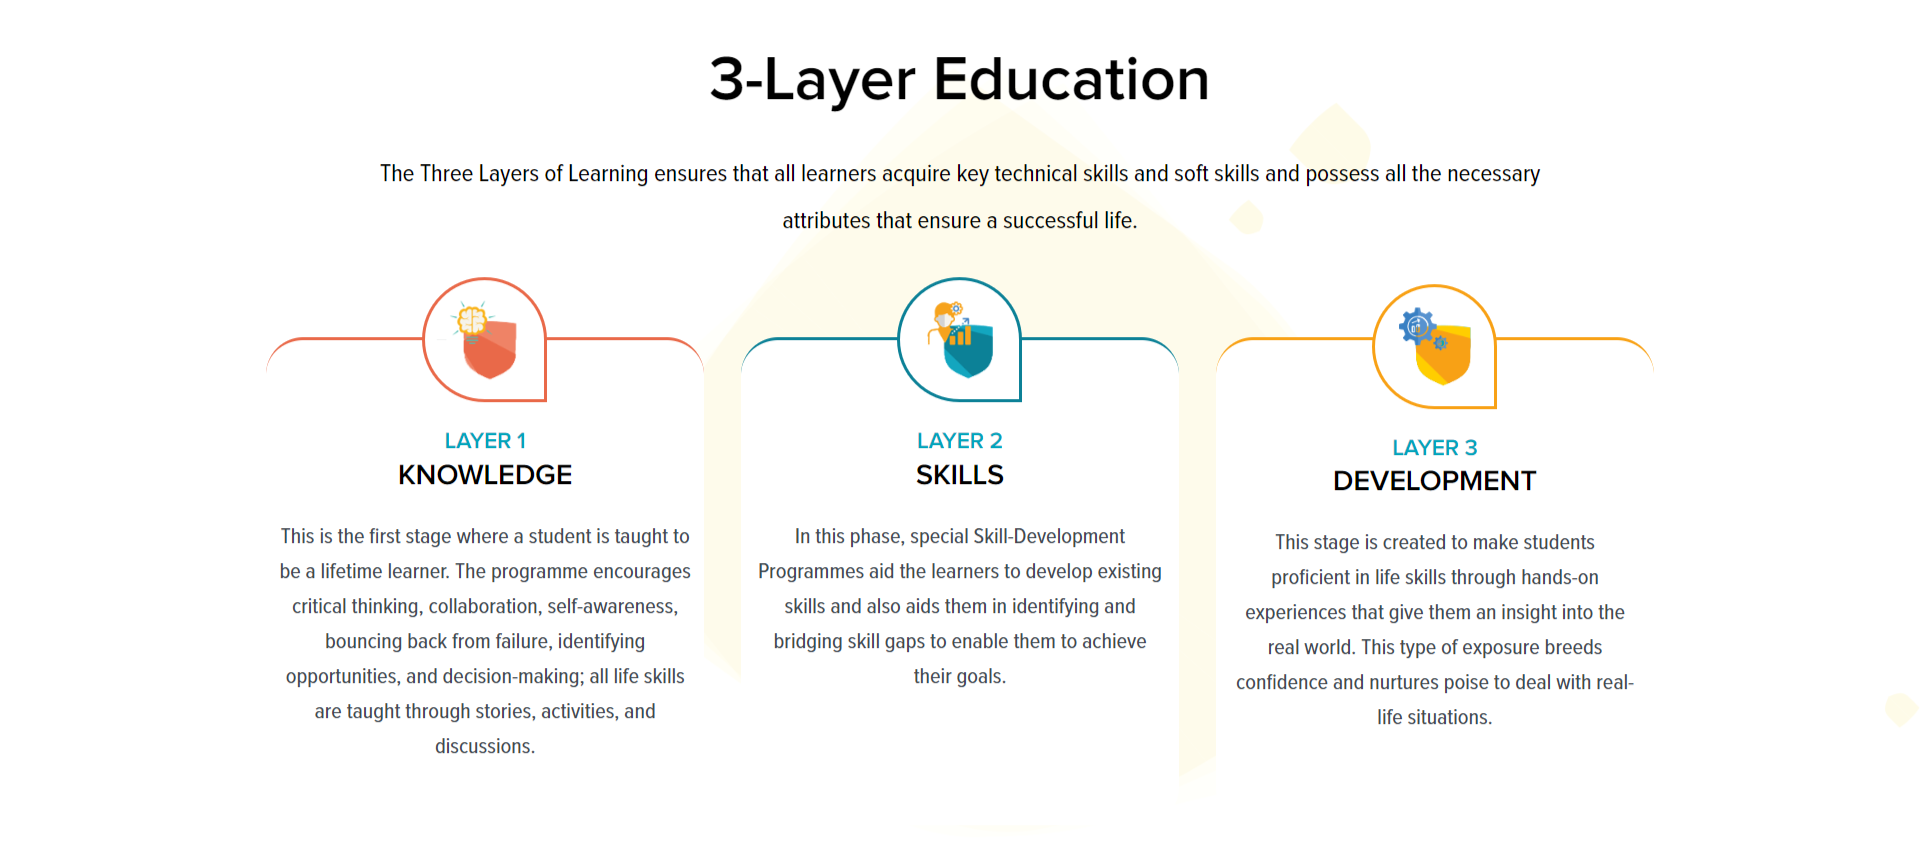 3-Layer Education
The Three Layers of Learning ensures that all learners acquire key technical skills and soft skills and possess all the necessary
attributes that ensure a successful life.
LAYER 1
KNOWLEDGE
This is the first stage where a student is taught to
be a lifetime learner. The programme encourages
critical thinking, collaboration, self-awareness,
bouncing back from failure, identifying
opportunities, and decision-making; all life skills
are taught through stories, activities, and
discussions.
LAYER 2
SKILLS
In this phase, special Skill-Development
Programmes aid the learners to develop existing
skills and also aids them in identifying and
bridging skill gaps to enable them to achieve
their goals.
LAYER 3
DEVELOPMENT
This stage is created to make students
proficient in life skills through hands-on
experiences that give them an insight into the
real world. This type of exposure breeds
confidence and nurtures poise to deal with real-
life situations.